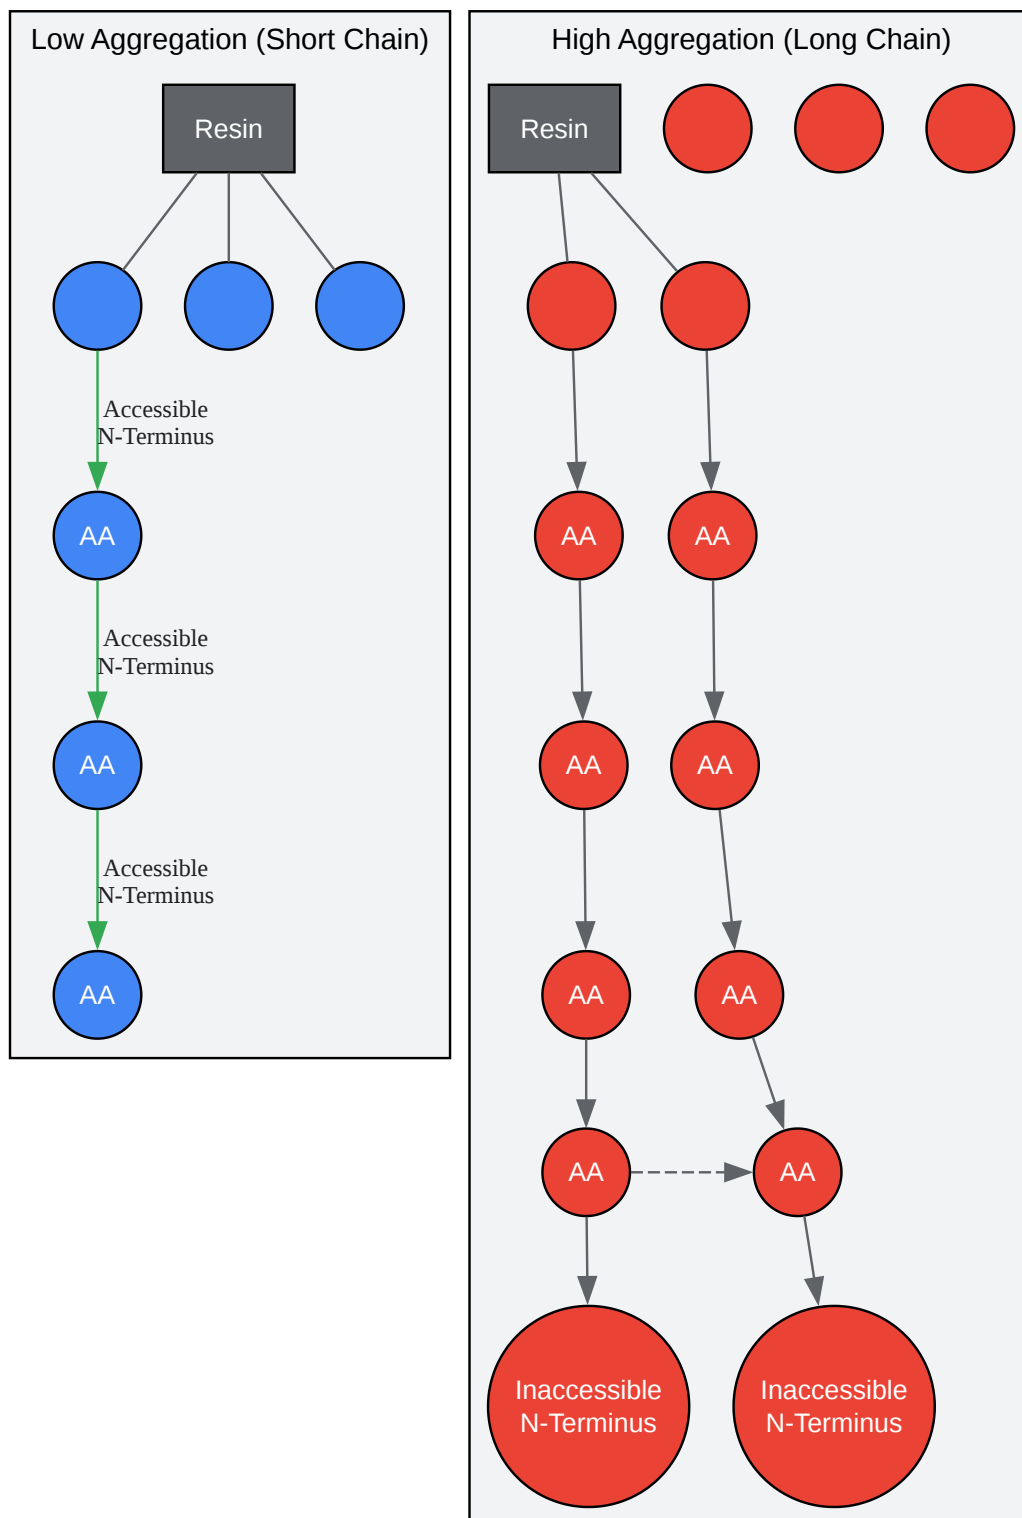 Low Aggregation (Short Chain)
Resin
Accessible
N-Terminus
AA
Accessible
N-Terminus
AA
Accessible
N-Terminus
AA
High Aggregation (Long Chain)
Resin
AA
AA
AA
AA
AA
AA
AA
AA
Inaccessible
N-Terminus
Inaccessible
N-Terminus